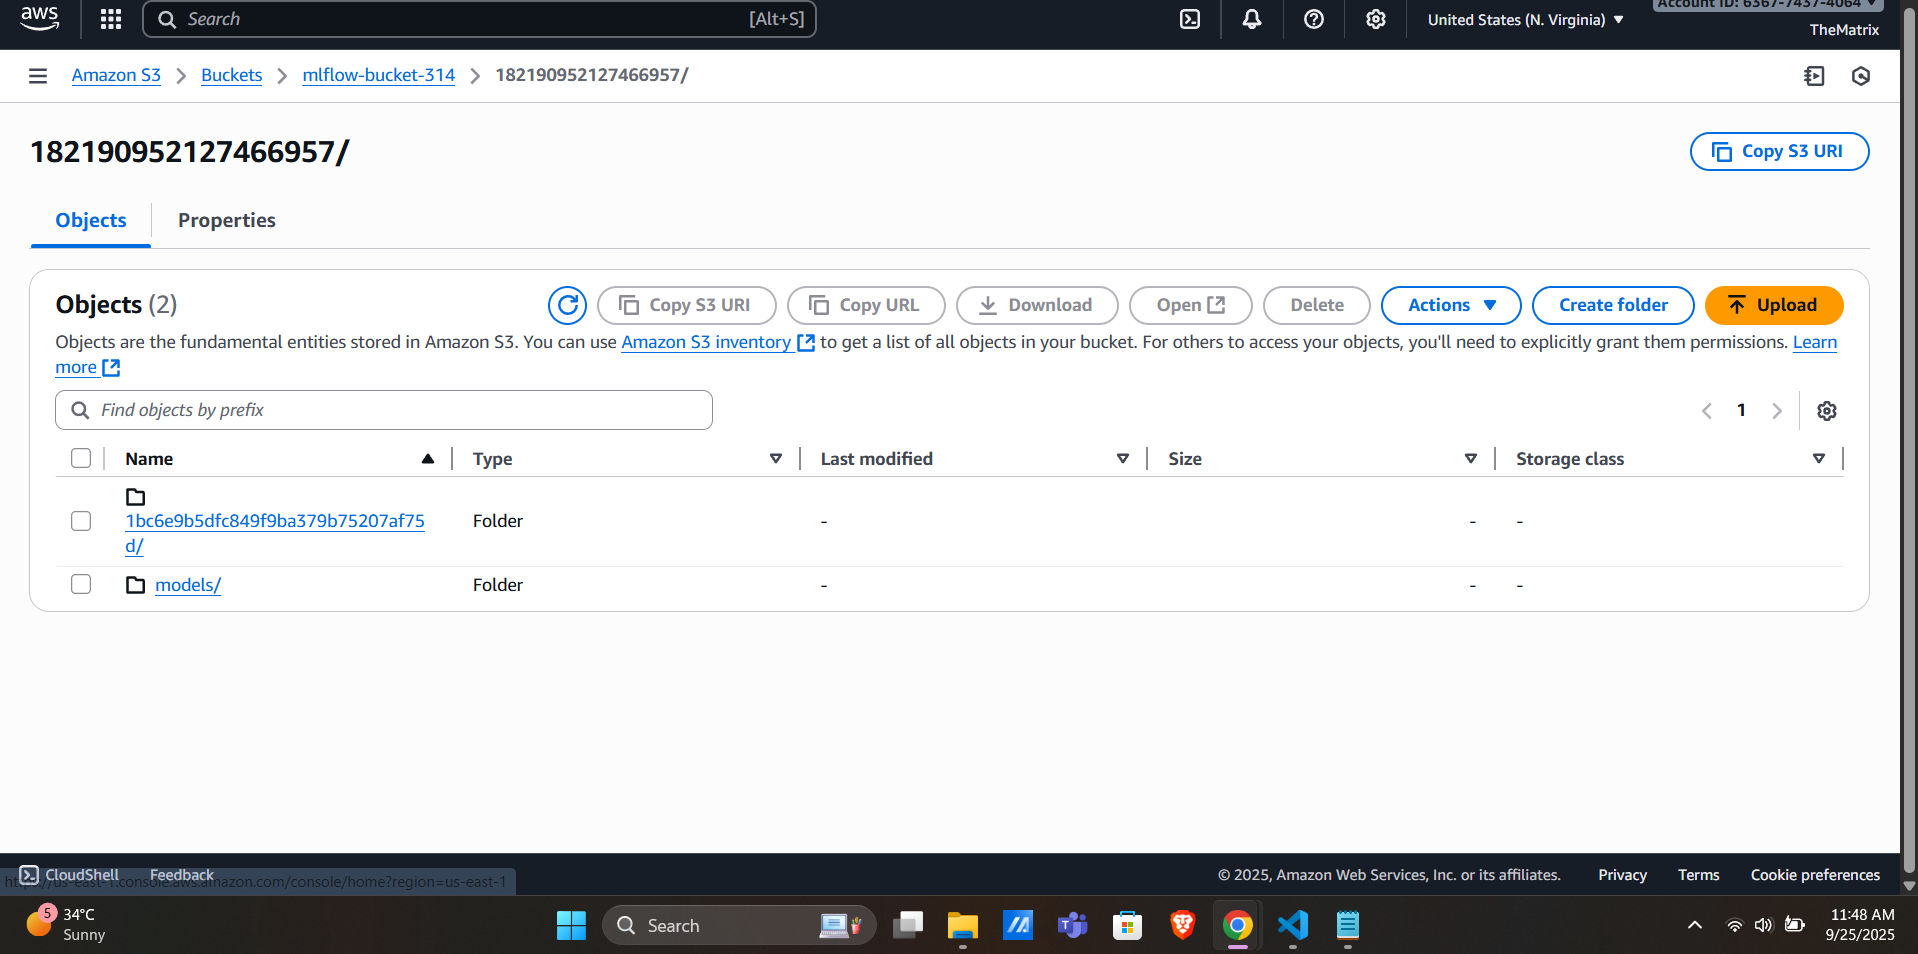 aws
Search [Alt+S]
United States (N. Virginia)
Account ID: 6367-7437-4064
TheMatrix
Amazon S3 > Buckets > mlflow-bucket-314 > 182190952127466957/
182190952127466957/
Copy S3 URI
Objects
Properties
Objects (2)
Copy S3 URI
Copy URL
Download
Open
Delete
Actions
Create folder
Upload
Objects are the fundamental entities stored in Amazon S3. You can use Amazon S3 inventory to get a list of all objects in your bucket. For others to access your objects, you'll need to explicitly grant them permissions. Learn
more
Find objects by prefix
1
Name Type Last modified Size Storage class
1bc6e9b5dfc849f9ba379b75207af75
d/
Folder - - -
models/ Folder - - -
CloudShell Feedback
https://us-east-1.console.aws.amazon.com/console/home?region=us-east-1
© 2025, Amazon Web Services, Inc. or its affiliates. Privacy Terms Cookie preferences
5
34°C
Sunny
Search
11:48 AM
9/25/2025